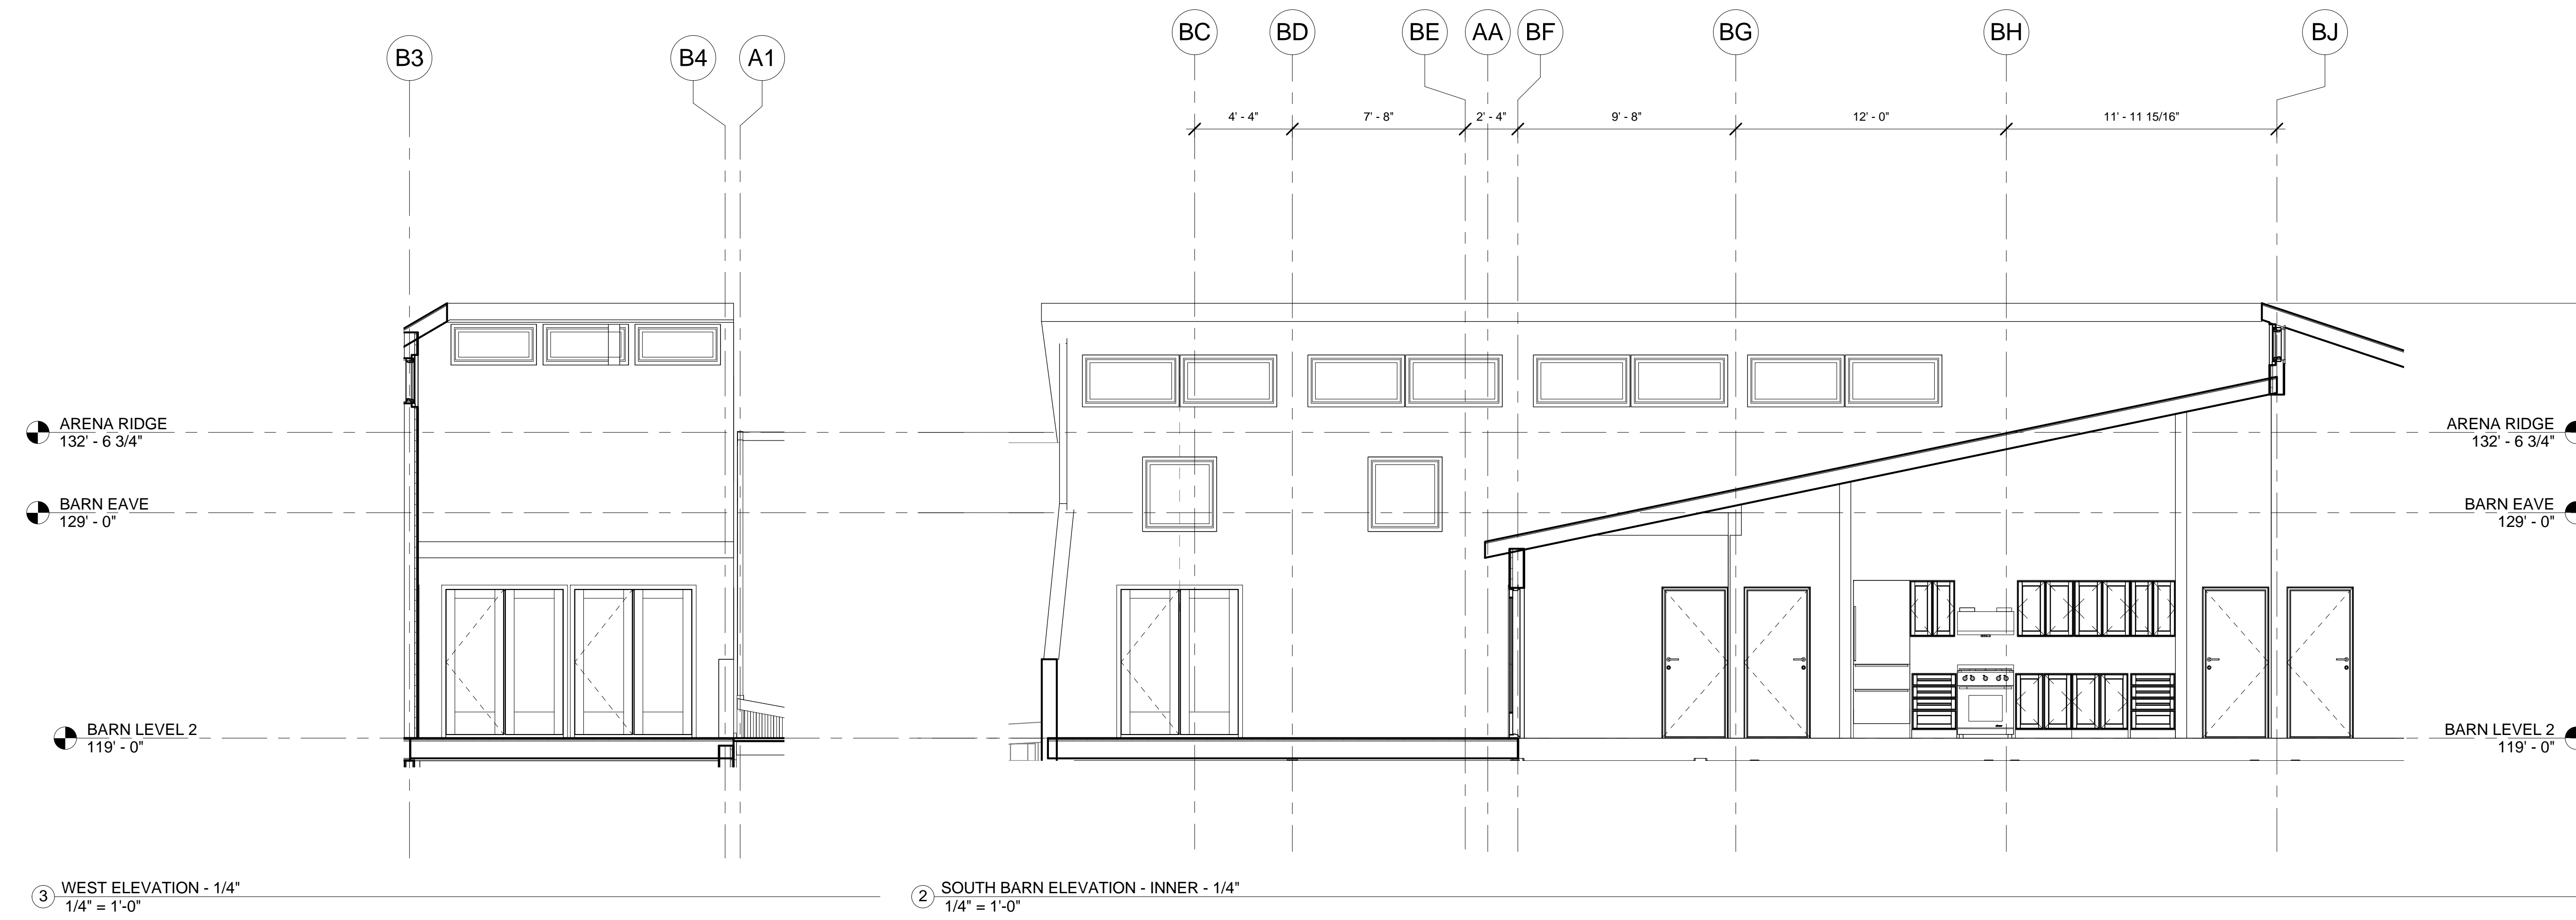 B3
B4
A1
BC
BD
BE
AA
BF
BG
BH
BJ
4' - 4"
7' - 8"
2' - 4"
9' - 8"
12' - 0"
11' - 11 15/16"
ARENA RIDGE
132' - 6 3/4"
BARN EAVE
129' - 0"
BARN LEVEL 2
119' - 0"
ARENA RIDGE
132' - 6 3/4"
BARN EAVE
129' - 0"
BARN LEVEL 2
119' - 0"
3
WEST ELEVATION - 1/4"
1/4" = 1'-0"
2
SOUTH BARN ELEVATION - INNER - 1/4"
1/4" = 1'-0"